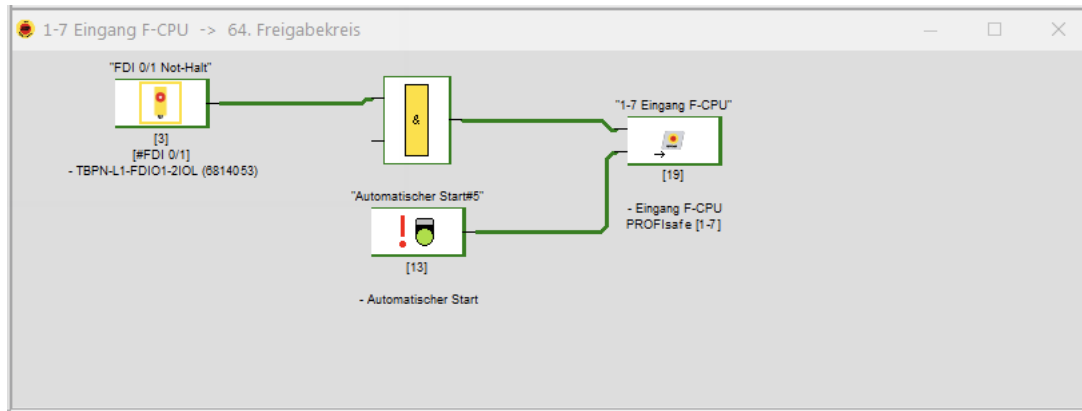 1-7 Eingang F-CPU -> 64. Freigabekreis
"FDI 0/1 Not-Halt"
[3]
[#FDI 0/1]
- TBPN-L1-FDIO1-2IOL (6814053)
&
"1-7 Eingang F-CPU"
[19]
- Eingang F-CPU
PROFIsafe [1-7]
"Automatischer Start#5"
[13]
- Automatischer Start